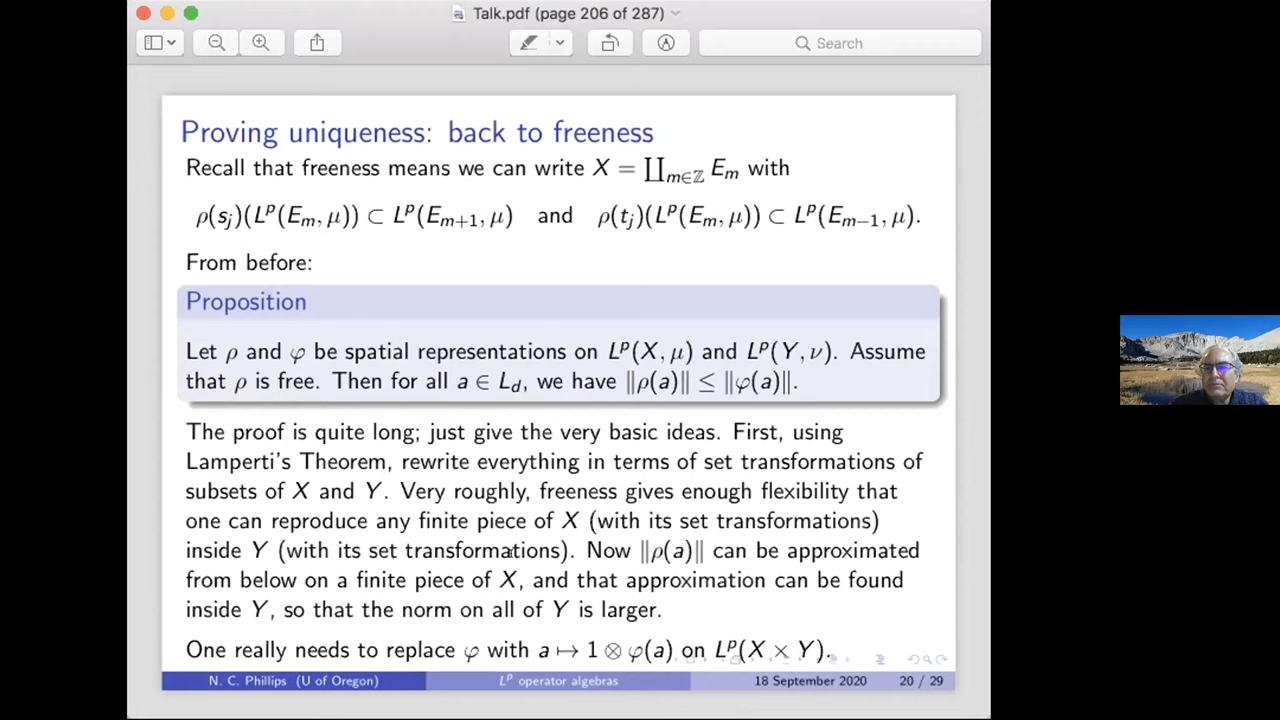 Talk.pdf (page 206 of 287)
Search
Proving uniqueness: back to freeness
Recall that freeness means we can write X = ∐_{m∈ℤ} E_m with
ρ(s_j)(L^p(E_m, μ)) ⊂ L^p(E_{m+1}, μ) and ρ(t_j)(L^p(E_m, μ)) ⊂ L^p(E_{m−1}, μ).
From before:
Proposition
Let ρ and φ be spatial representations on L^p(X, μ) and L^p(Y, ν). Assume
that ρ is free. Then for all a ∈ L_d, we have ‖ρ(a)‖ ≤ ‖φ(a)‖.
The proof is quite long; just give the very basic ideas. First, using
Lamperti's Theorem, rewrite everything in terms of set transformations of
subsets of X and Y. Very roughly, freeness gives enough flexibility that
one can reproduce any finite piece of X (with its set transformations)
inside Y (with its set transformations). Now ‖ρ(a)‖ can be approximated
from below on a finite piece of X, and that approximation can be found
inside Y, so that the norm on all of Y is larger.
One really needs to replace φ with a ↦ 1 ⊗ φ(a) on L^p(X × Y).
N. C. Phillips (U of Oregon)
L^p operator algebras
18 September 2020
20 / 29